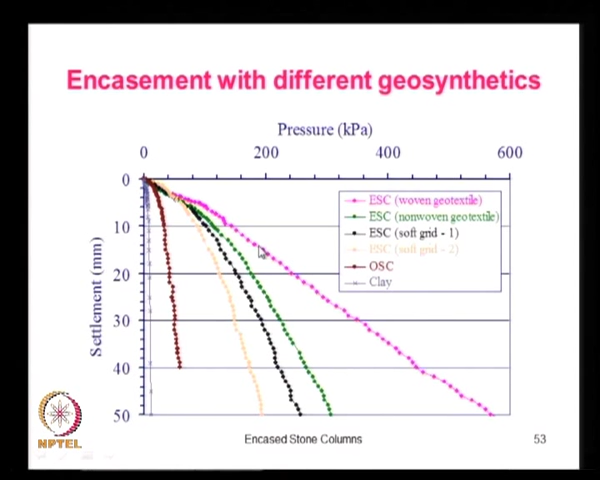 Encasement with different geosynthetics
Pressure (kPa)
0 200 400 600
0
10
20
30
40
50
Settlement (mm)
ESC (woven geotextile)
ESC (nonwoven geotextile)
ESC (soft grid - 1)
ESC (soft grid - 2)
OSC
Clay
NPTEL
Encased Stone Columns
53